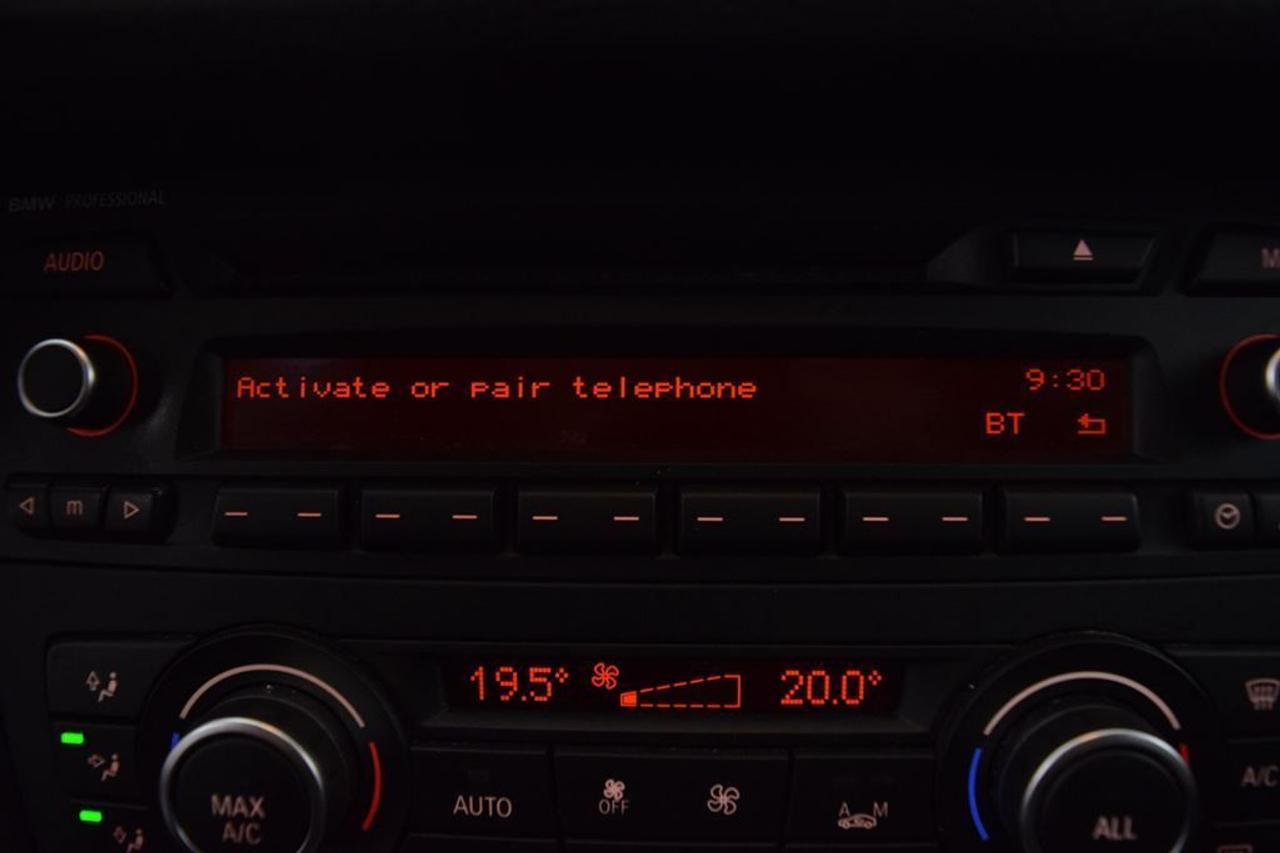 BMW PROFESSIONAL
AUDIO
M
Activate or pair telephone 9:30
BT
m
19.5° 20.0°
MAX
A/C
AUTO
OFF
A M
ALL
A/C